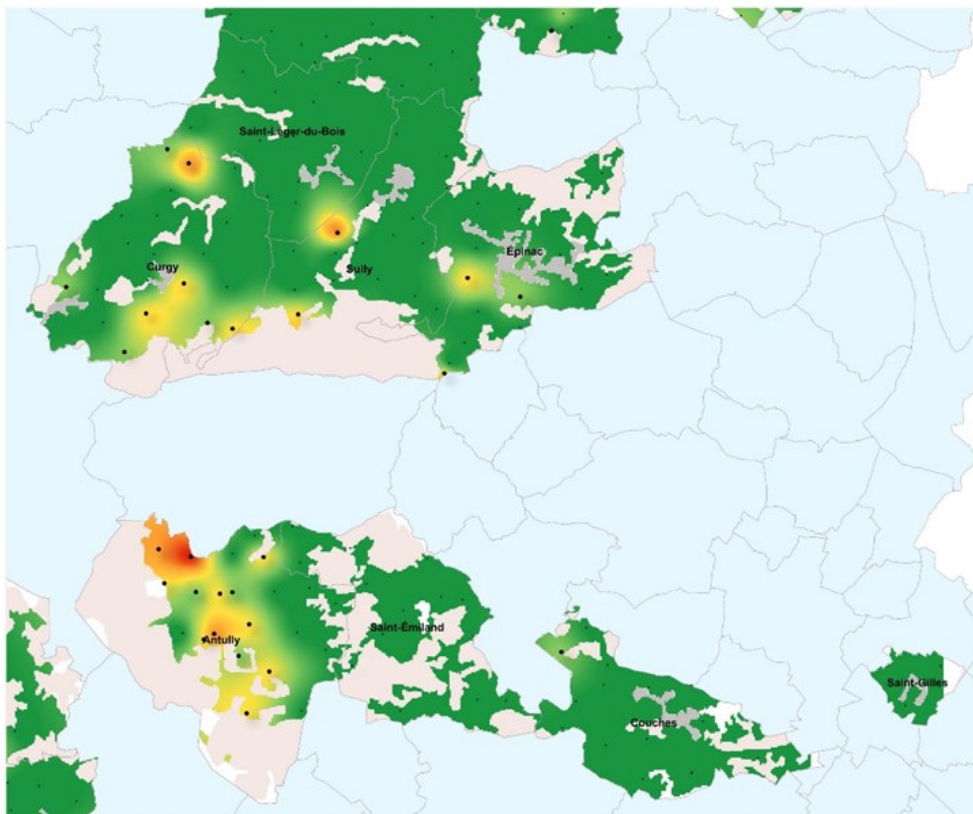 Saint-Léger-du-Bois
Épinac
Curgy
Sully
Antully
Saint-Émiland
Saint-Gilles
Couches